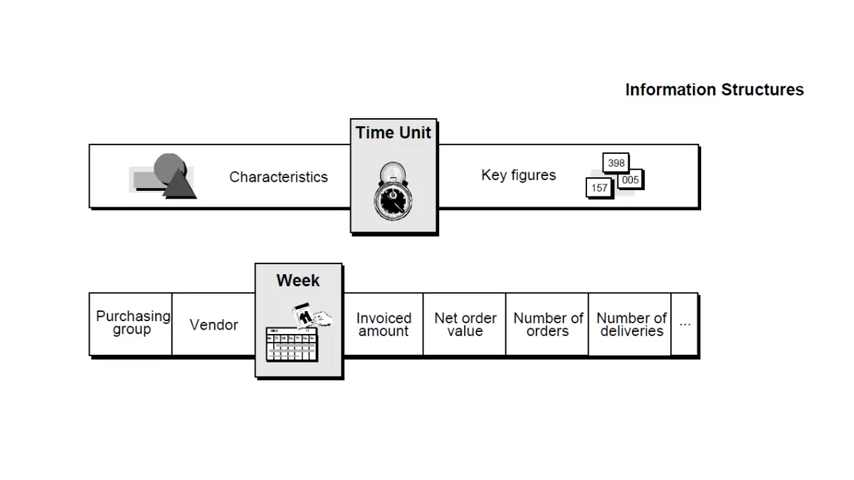 Information Structures
Time Unit
Characteristics
Key figures
398
005
157
Week
Purchasing
group
Vendor
Invoiced
amount
Net order
value
Number of
orders
Number of
deliveries
...